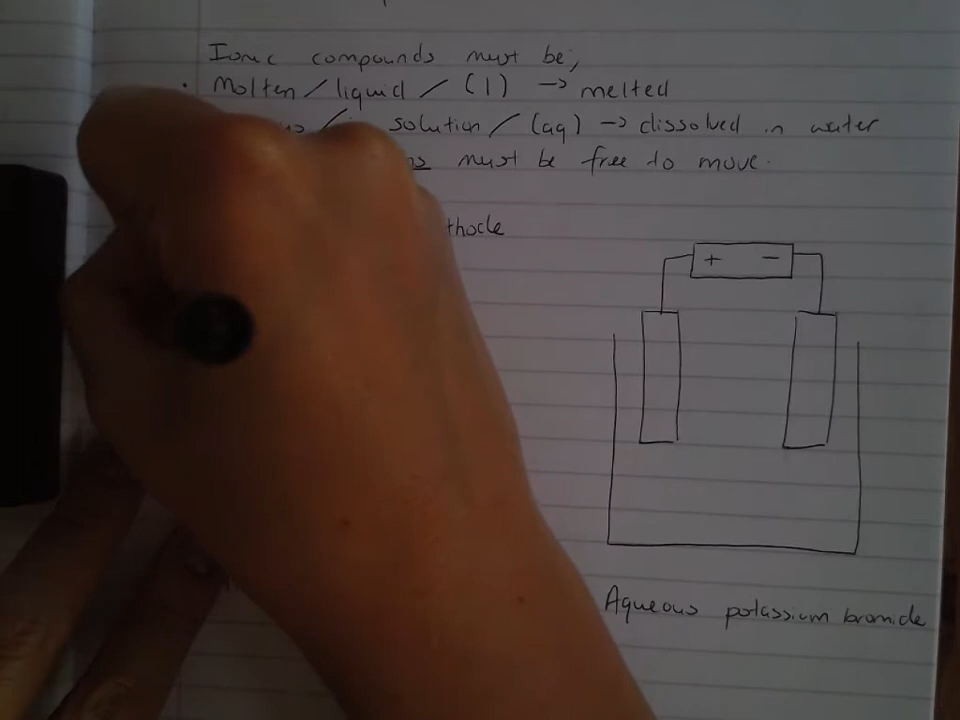 Ionic compounds must be;
• Molten / liquid / (l) → melted
solution / (aq) → dissolved in water
must be free to move.
+ -
Aqueous potassium bromide